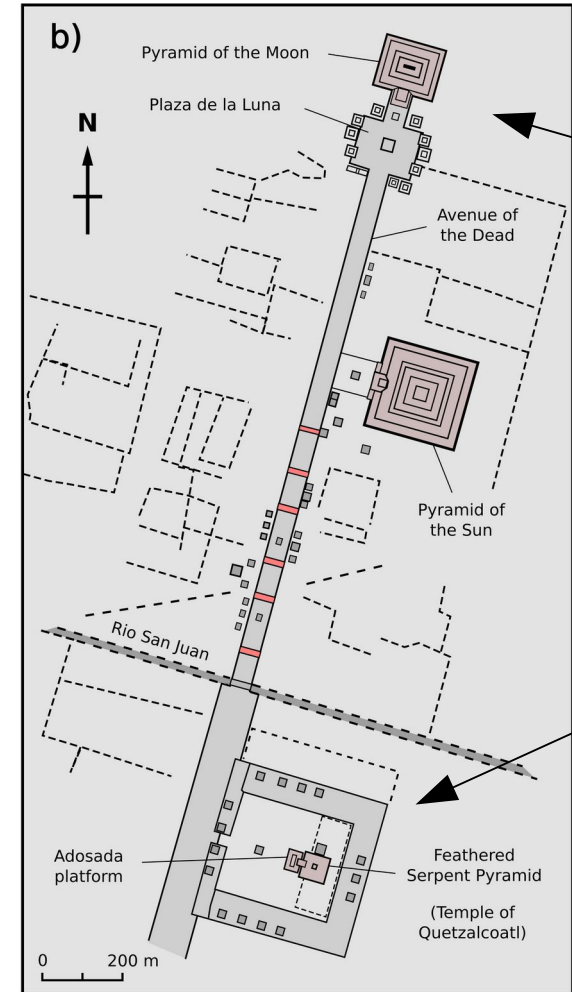 b)
Pyramid of the Moon
Plaza de la Luna
N
Avenue of
the Dead
Pyramid of
the Sun
Rio San Juan
Adosada
platform
Feathered
Serpent Pyramid
(Temple of
Quetzalcoatl)
0 200 m